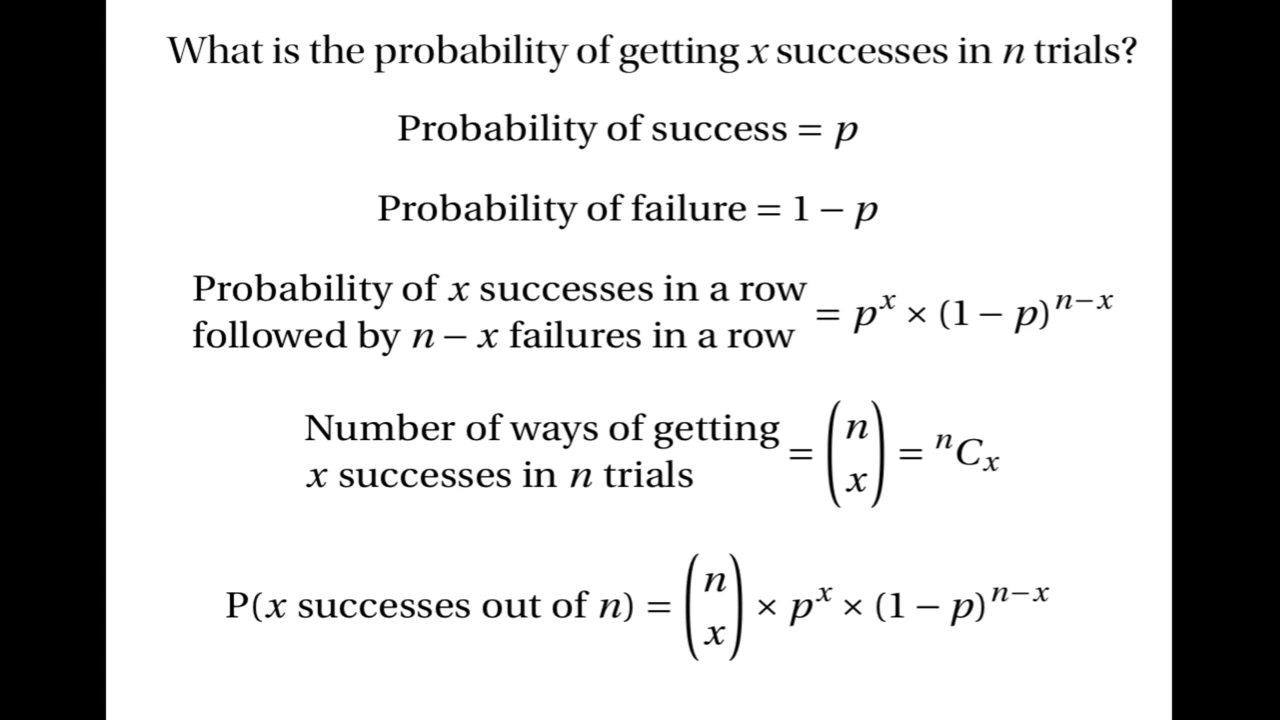 What is the probability of getting x successes in n trials?
Probability of success = p
Probability of failure = 1 − p
Probability of x successes in a row
followed by n − x failures in a row
= pˣ × (1 − p)ⁿ⁻ˣ
Number of ways of getting
x successes in n trials
= (n x) = ⁿCₓ
P(x successes out of n) = (n x) × pˣ × (1 − p)ⁿ⁻ˣ